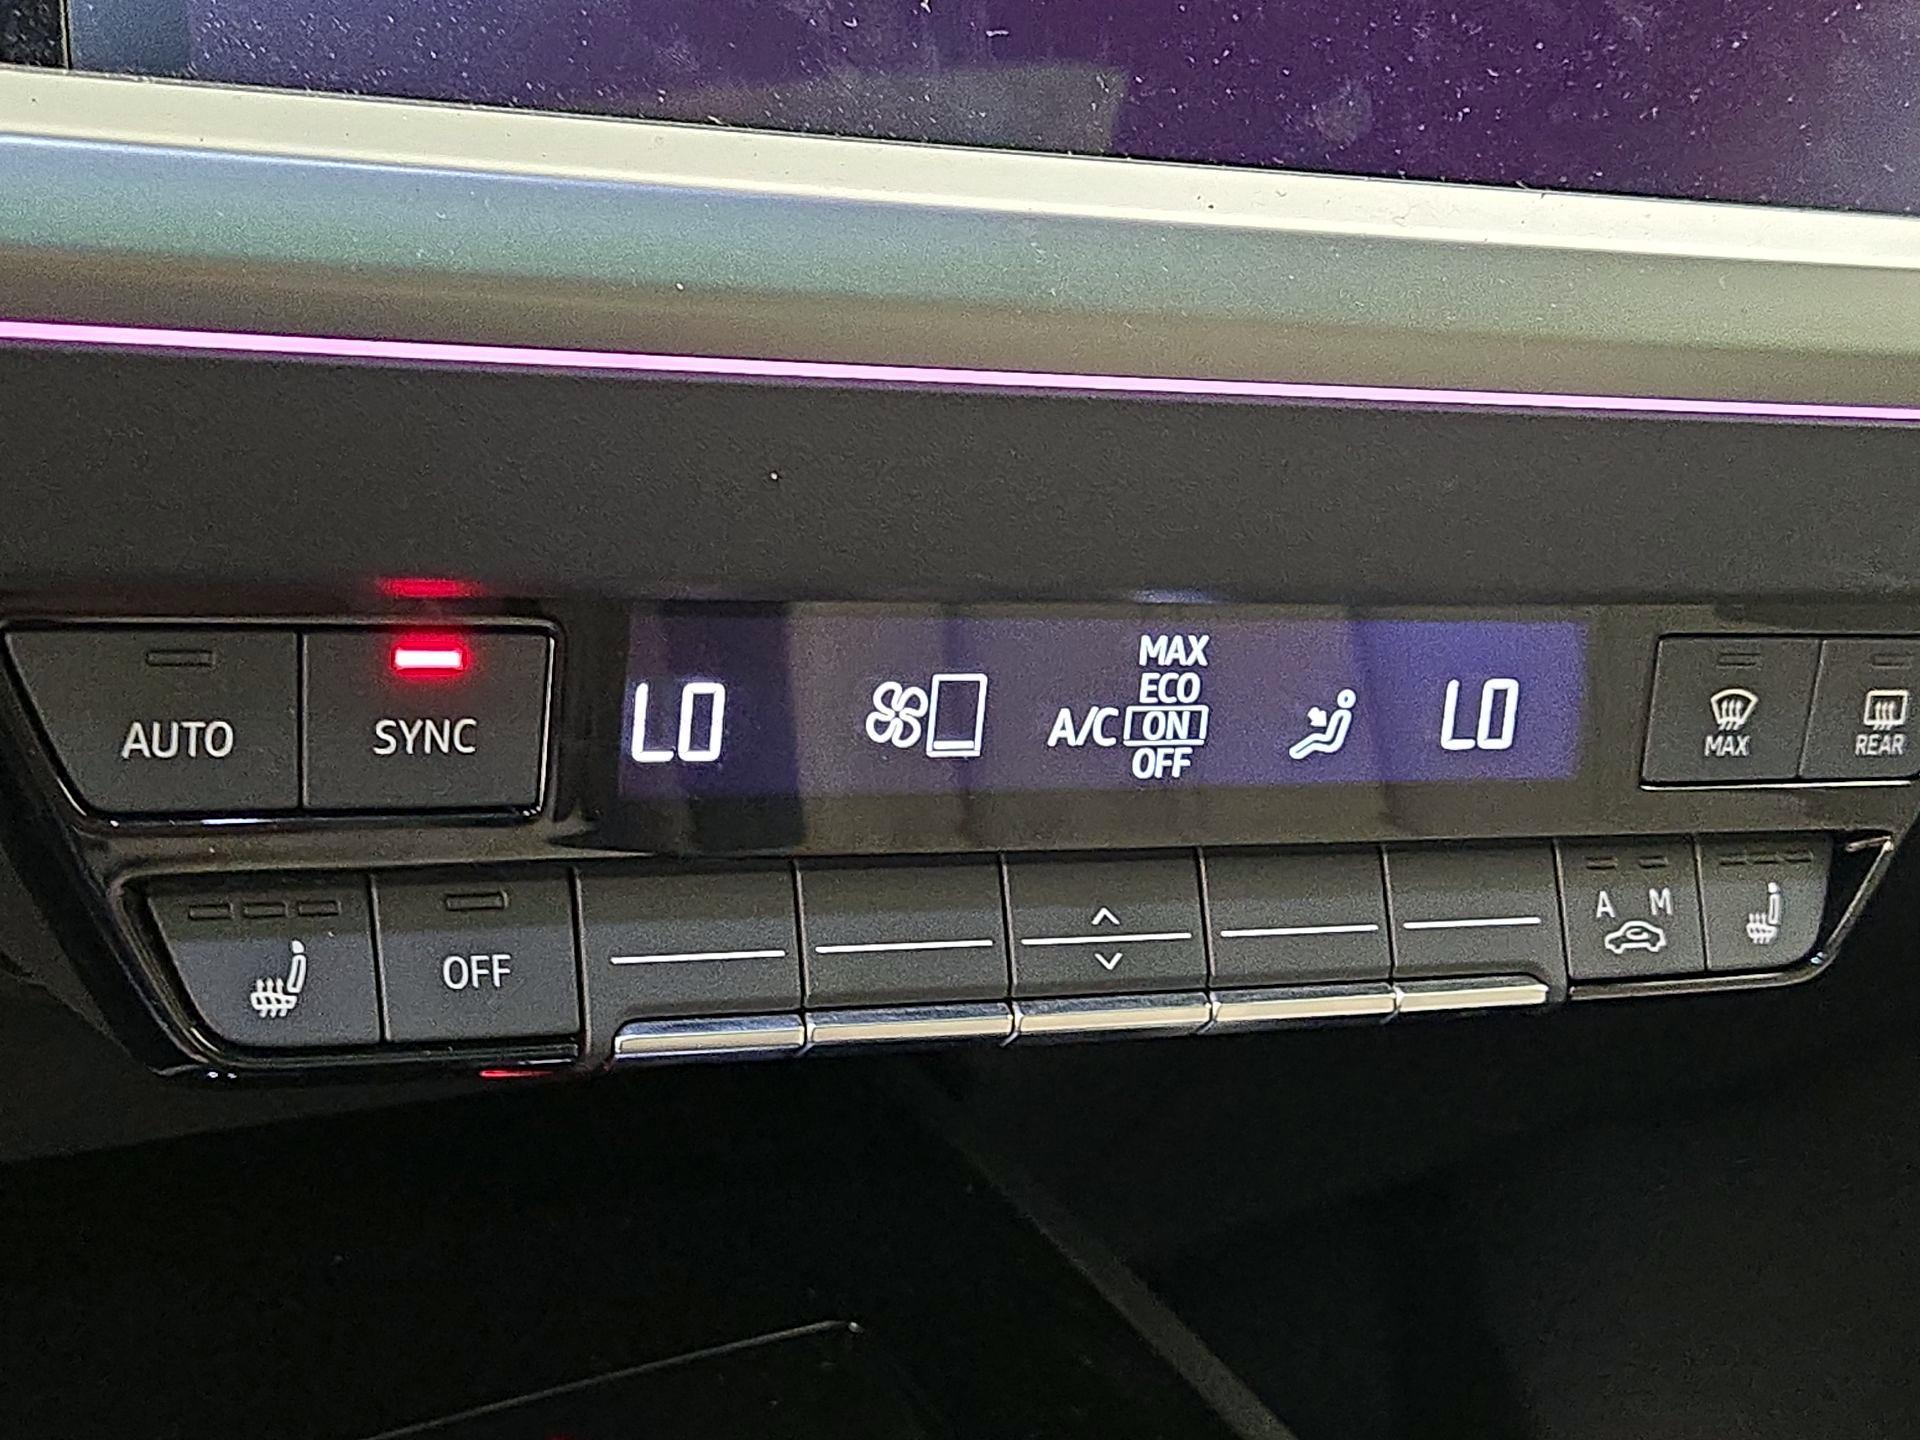 AUTO
SYNC
LO
A/C
MAX
ECO
ON
OFF
LO
MAX
REAR
OFF
A M